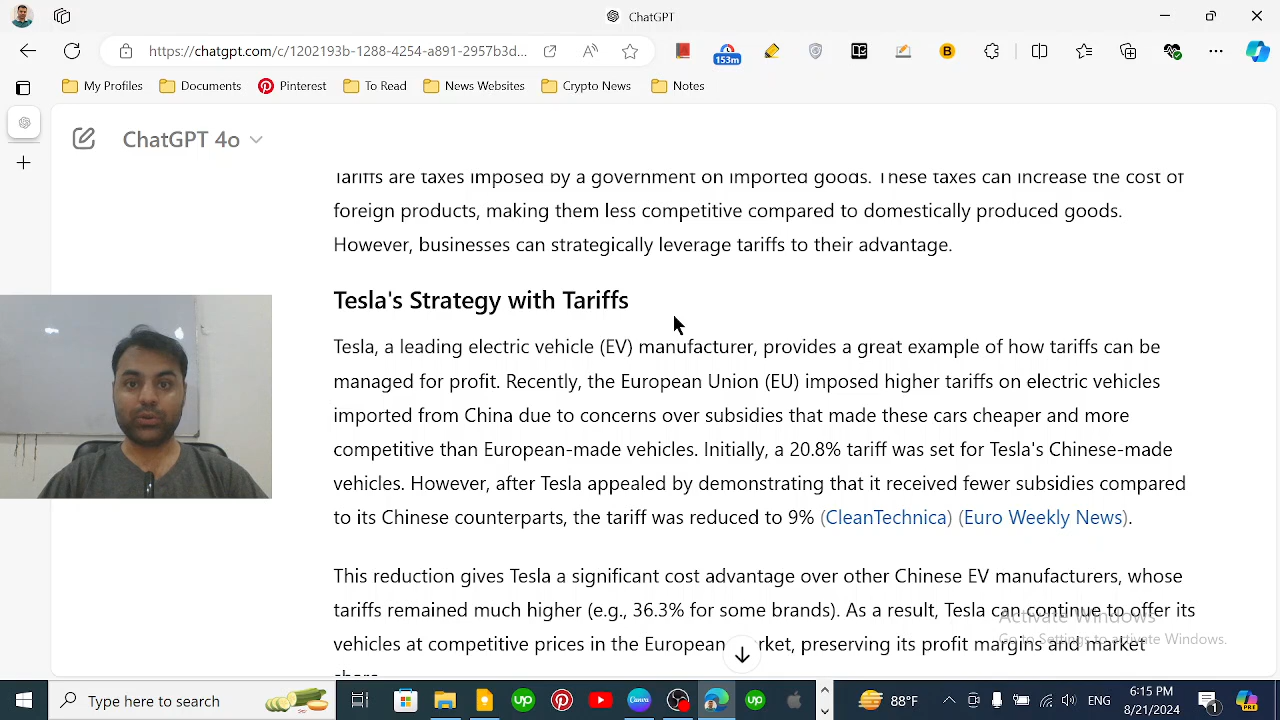 ChatGPT
https://chatgpt.com/c/1202193b-1288-4254-a891-2957b3d...
153m
B
My Profiles
Documents
Pinterest
To Read
News Websites
Crypto News
Notes
ChatGPT 4o
Tariffs are taxes imposed by a government on imported goods. These taxes can increase the cost of
foreign products, making them less competitive compared to domestically produced goods.
However, businesses can strategically leverage tariffs to their advantage.
Tesla's Strategy with Tariffs
Tesla, a leading electric vehicle (EV) manufacturer, provides a great example of how tariffs can be
managed for profit. Recently, the European Union (EU) imposed higher tariffs on electric vehicles
imported from China due to concerns over subsidies that made these cars cheaper and more
competitive than European-made vehicles. Initially, a 20.8% tariff was set for Tesla's Chinese-made
vehicles. However, after Tesla appealed by demonstrating that it received fewer subsidies compared
to its Chinese counterparts, the tariff was reduced to 9% (CleanTechnica) (Euro Weekly News).
This reduction gives Tesla a significant cost advantage over other Chinese EV manufacturers, whose
tariffs remained much higher (e.g., 36.3% for some brands). As a result, Tesla can continue to offer its
vehicles at competitive prices in the European market, preserving its profit margins and market
Activate Windows
Go to Settings to activate Windows.
Type here to search
up
Canva
up
88°F
ENG
6:15 PM
8/21/2024
1
PRE